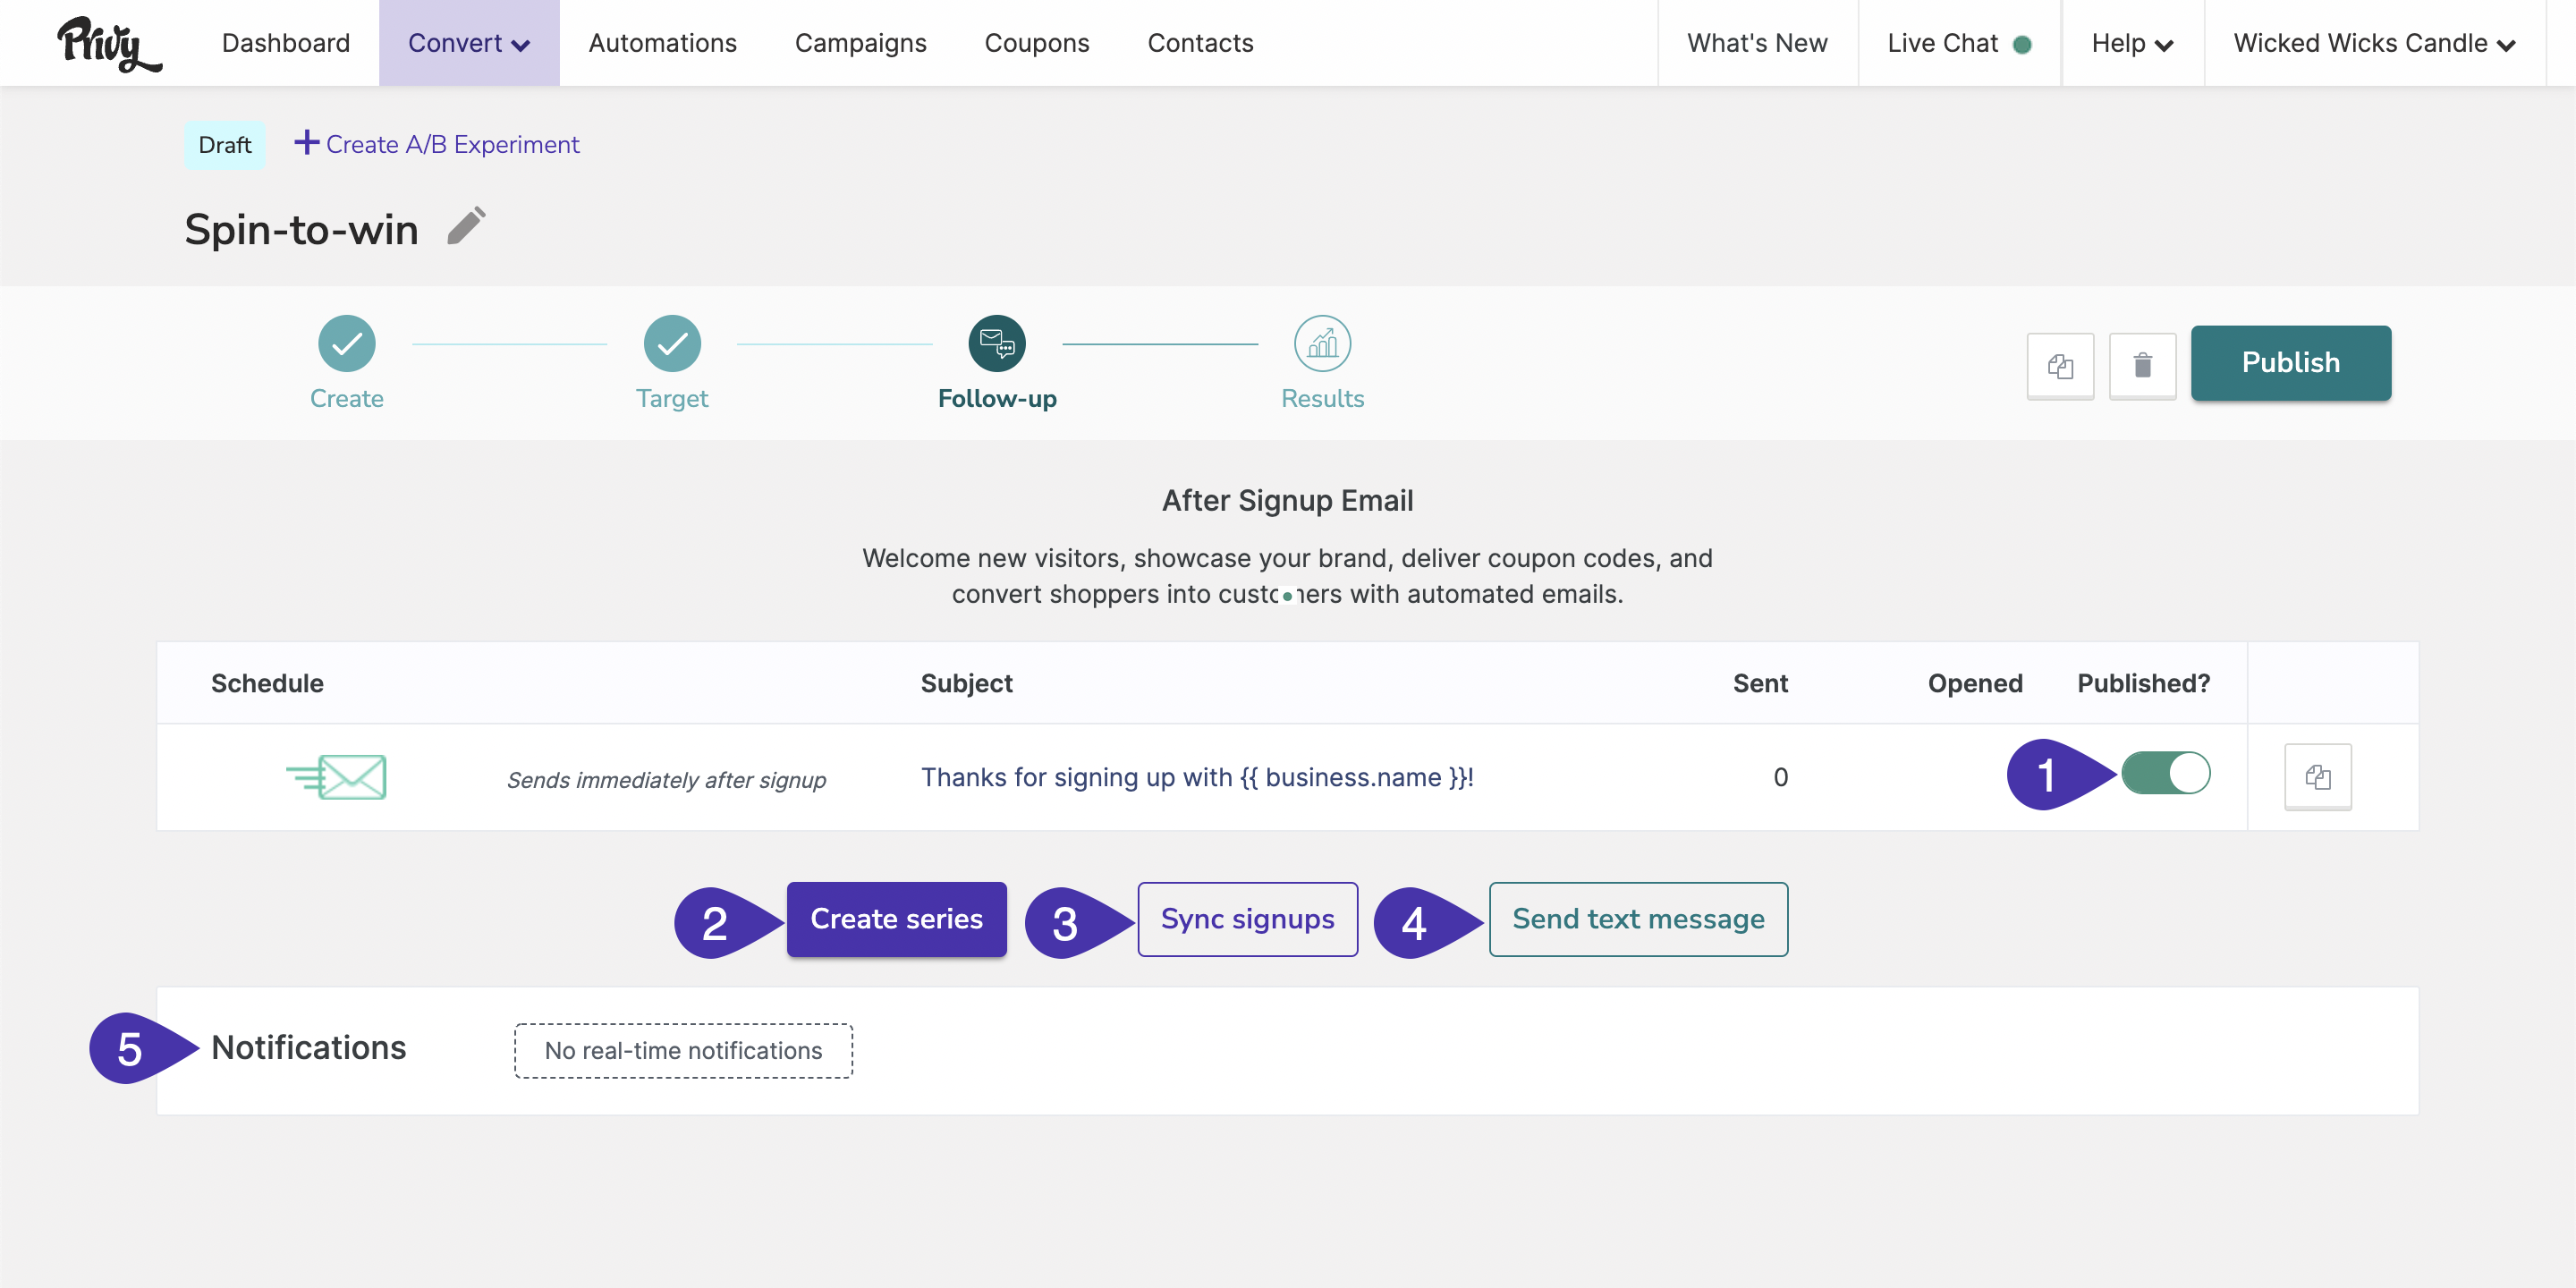 Privy
Dashboard
Convert
Automations
Campaigns
Coupons
Contacts
What's New
Live Chat
Help
Wicked Wicks Candle
Draft
Create A/B Experiment
Spin-to-win
Create
Target
Follow-up
Results
Publish
After Signup Email
Welcome new visitors, showcase your brand, deliver coupon codes, and
convert shoppers into customers with automated emails.
Schedule
Subject
Sent
Opened
Published?
Sends immediately after signup
Thanks for signing up with {{ business.name }}!
0
1
2
Create series
3
Sync signups
4
Send text message
5
Notifications
No real-time notifications